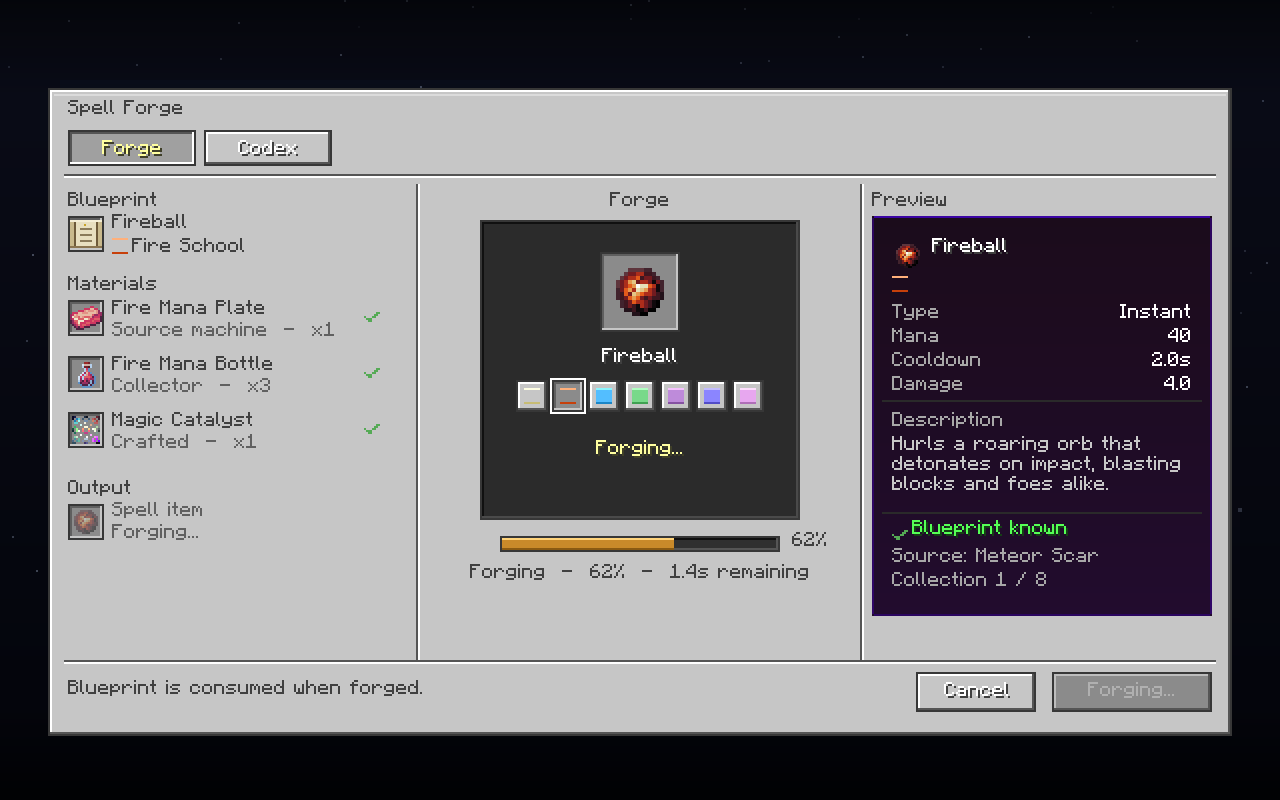 Spell Forge
Forge
Codex
Blueprint
Fireball
Fire School
Materials
Fire Mana Plate
Source machine - x1
Fire Mana Bottle
Collector - x3
Magic Catalyst
Crafted - x1
Output
Spell item
Forging...
Forge
Fireball
Forging...
62%
Forging - 62% - 1.4s remaining
Preview
Fireball
Type Instant
Mana 40
Cooldown 2.0s
Damage 4.0
Description
Hurls a roaring orb that
detonates on impact, blasting
blocks and foes alike.
Blueprint known
Source: Meteor Scar
Collection 1 / 8
Blueprint is consumed when forged.
Cancel
Forging...